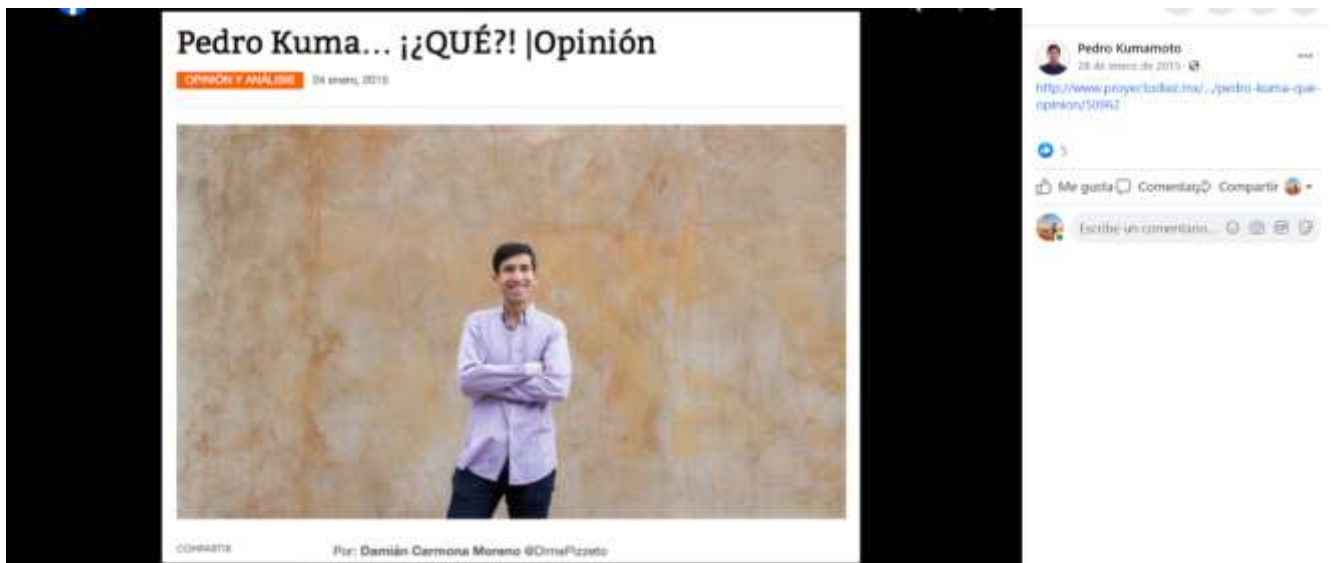 Pedro Kuma... ¡¿QUÉ?! |Opinión
OPINIÓN Y ANÁLISIS 24 enero, 2015
COMPARTIR
Por: Damián Carmona Moreno @DimePizzeto
Pedro Kumamoto
28 de enero de 2015
http://www.proyectodiez.mx/.../pedro-kuma-que-
opinion/50962
5
Me gusta Comentar Compartir
Escribe un comentario...